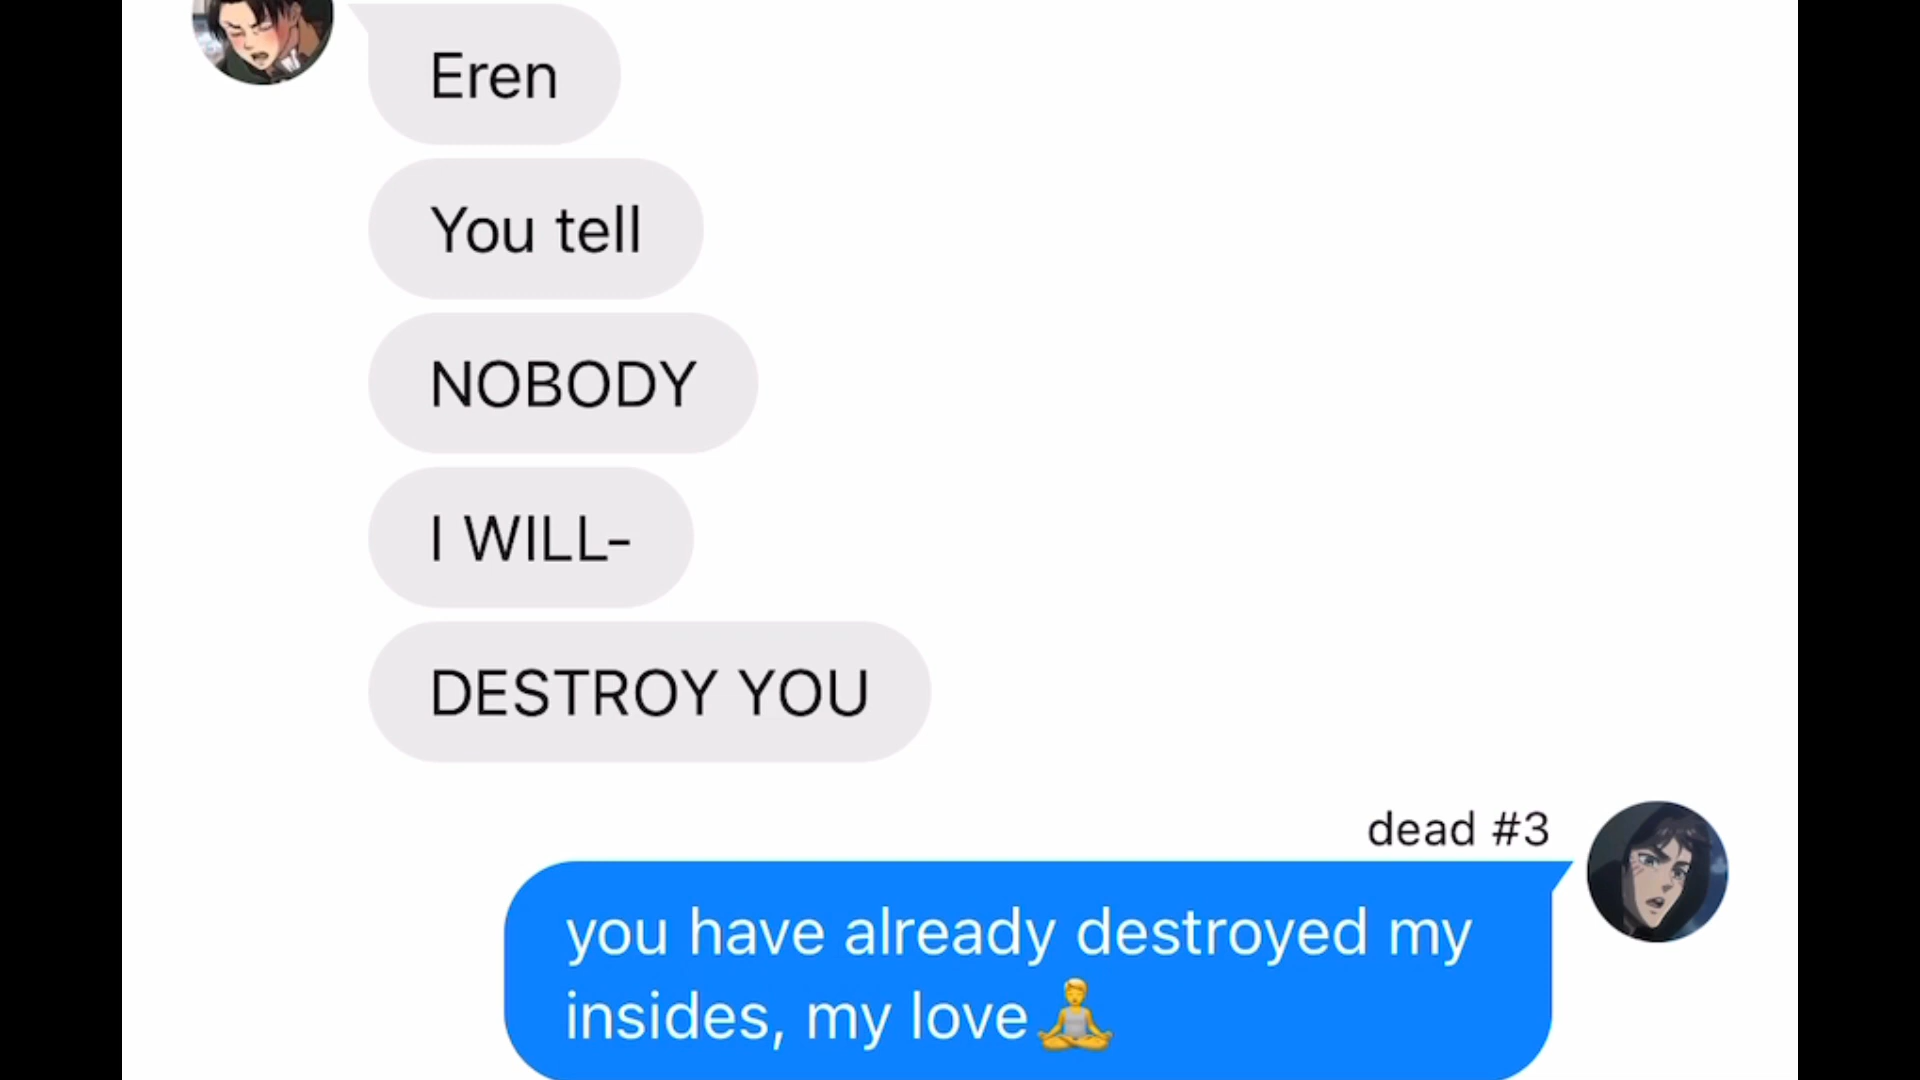 Eren
You tell
NOBODY
I WILL-
DESTROY YOU
dead #3
you have already destroyed my
insides, my love🧘